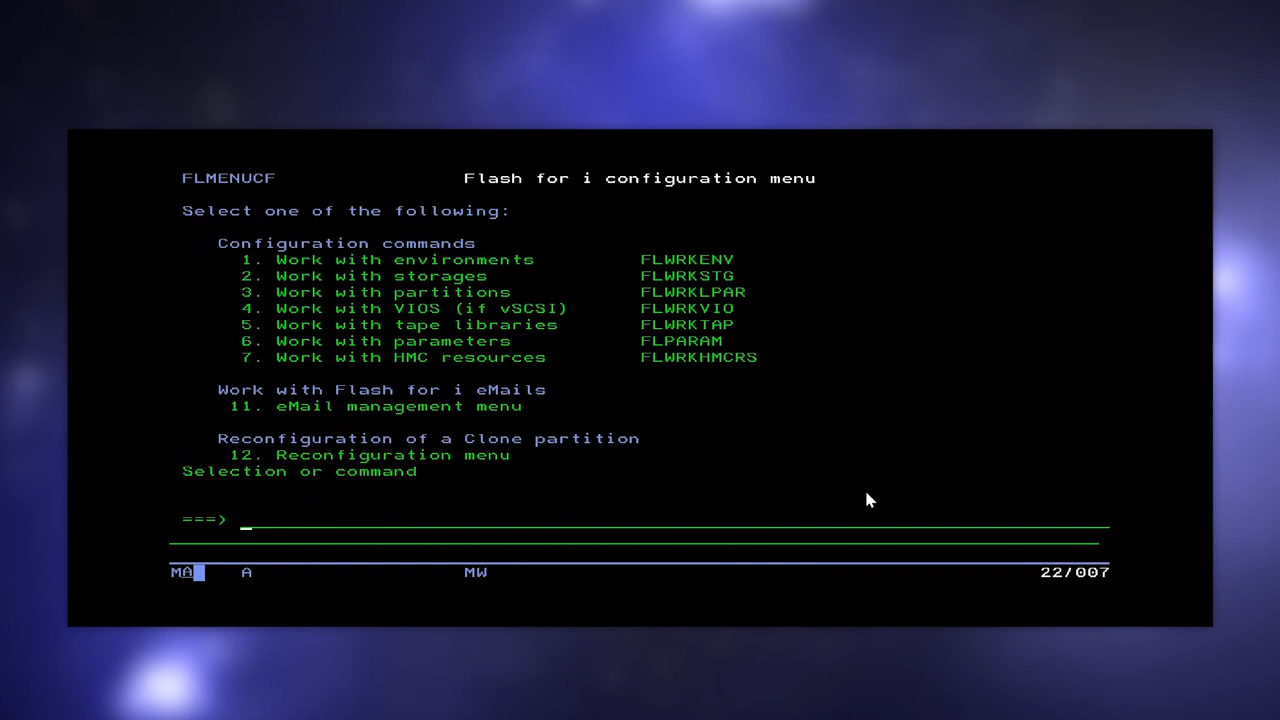 FLMENUCF Flash for i configuration menu
Select one of the following:
Configuration commands
1. Work with environments FLWRKENV
2. Work with storages FLWRKSTG
3. Work with partitions FLWRKLPAR
4. Work with VIOS (if vSCSI) FLWRKVIO
5. Work with tape libraries FLWRKTAP
6. Work with parameters FLPARAM
7. Work with HMC resources FLWRKHMCRS
Work with Flash for i eMails
11. eMail management menu
Reconfiguration of a Clone partition
12. Reconfiguration menu
Selection or command
===>
MA A MW 22/007